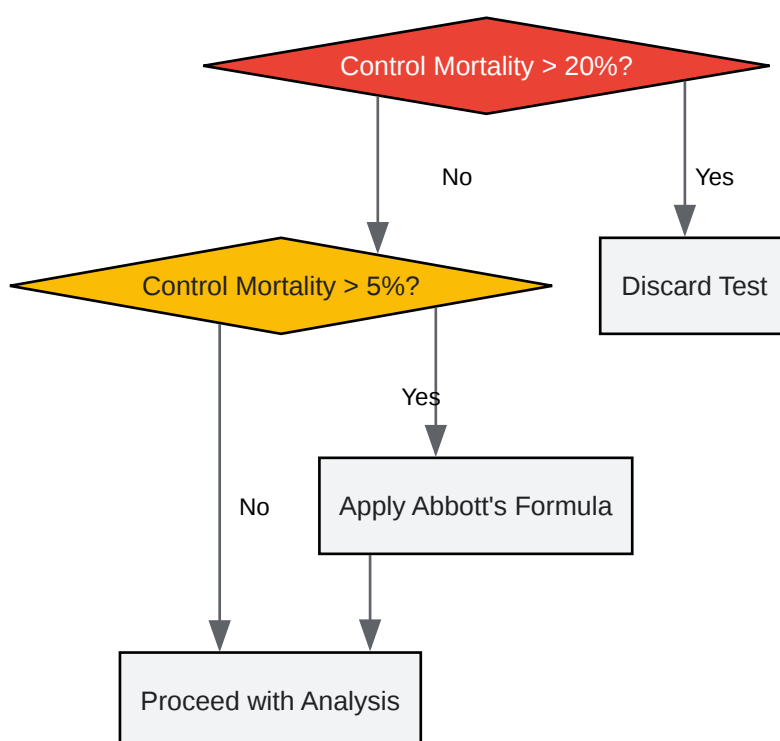 Control Mortality > 20%?
No
Yes
Control Mortality > 5%?
Discard Test
Yes
No
Apply Abbott's Formula
Proceed with Analysis